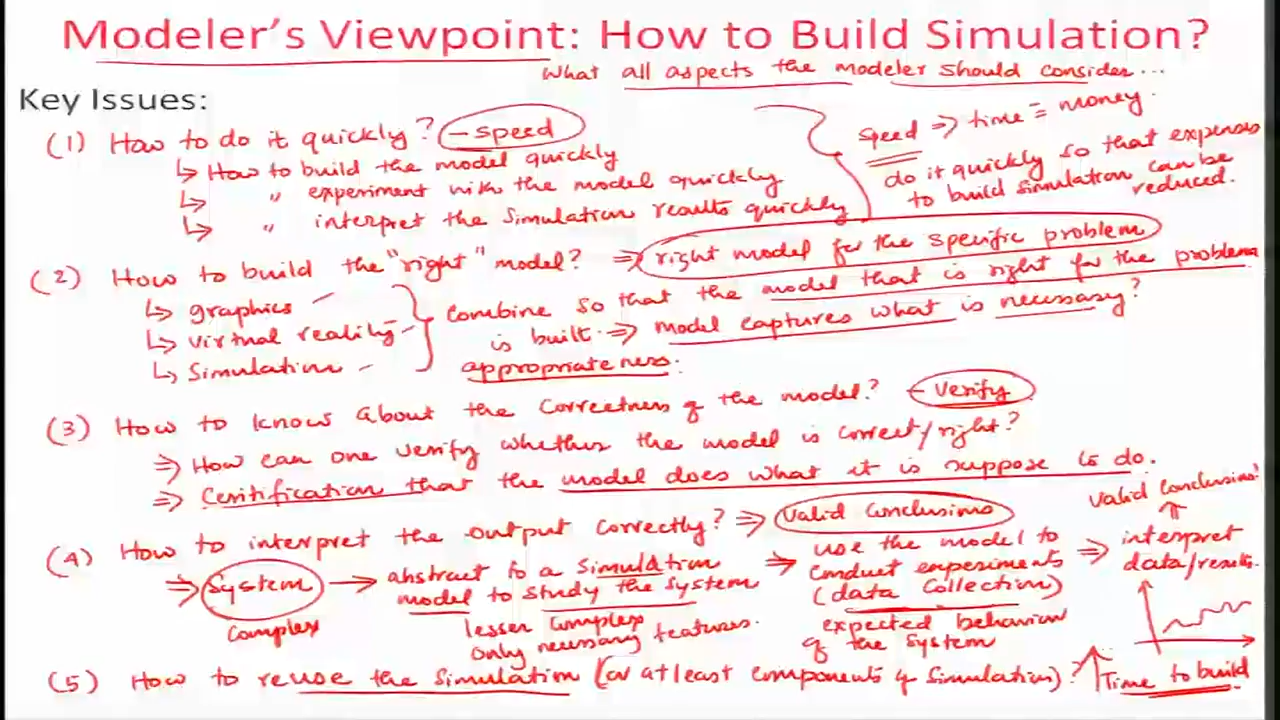 Modeler's Viewpoint: How to Build Simulation?
what all aspects the modeler should consider...
Key Issues:
(1) How to do it quickly? - speed
↳ How to build the model quickly
↳ " experiment with the model quickly
↳ " interpret the simulation results quickly
speed => time = money.
do it quickly so that expenses
to build simulation can be
reduced.
(2) How to build the "right" model? => right model for the specific problem
↳ graphics
↳ virtual reality
↳ Simulation
Combine so that the model that is right for the problem
is built. => model captures what is necessary?
appropriateness.
(3) How to know about the correctness of the model? - Verify
=> How can one verify whether the model is correct/right?
=> Certification that the model does what it is suppose to do.
(4) How to interpret the output correctly? => Valid conclusions
=> System → abstract to a simulation
model to study the system
Complex
lesser complex
only necessary features.
=> use the model to
conduct experiments
(data collection)
expected behavior
of the system
=> interpret
data/results.
valid conclusions!
(5) How to reuse the simulation (or at least components of simulation)? ↑ Time to build